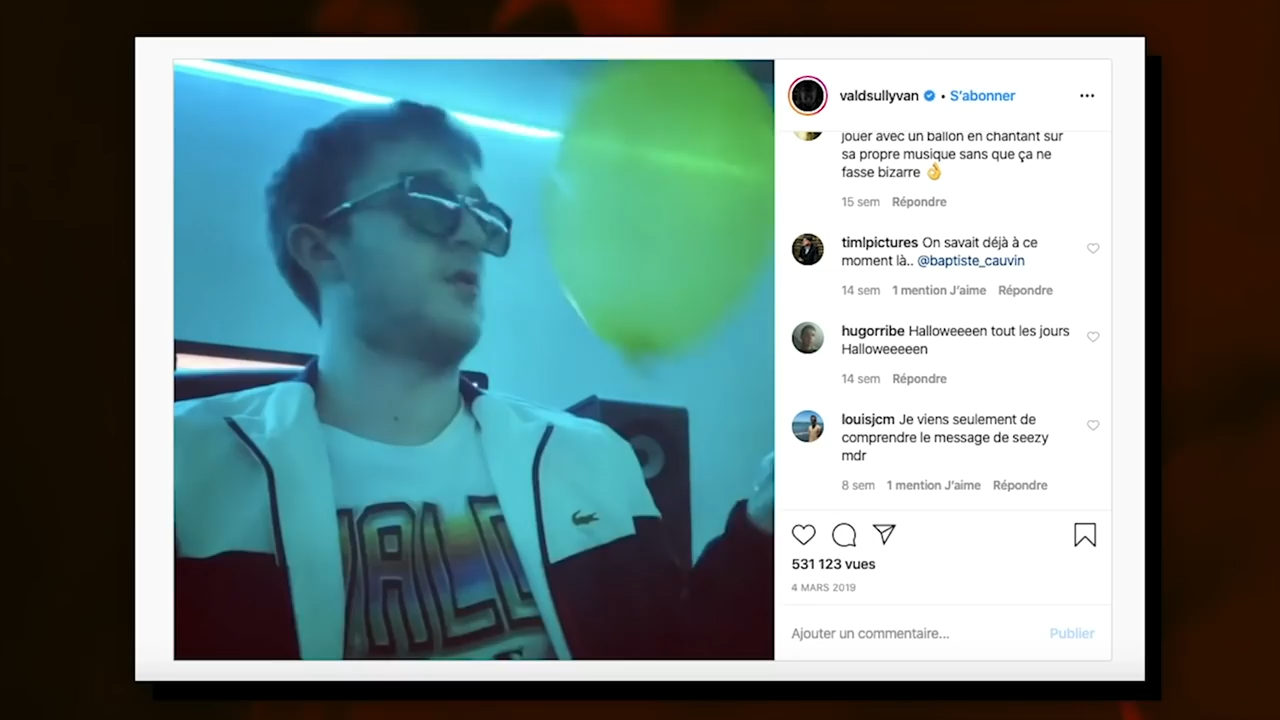 valdsullyvan • S'abonner
jouer avec un ballon en chantant sur
sa propre musique sans que ça ne
fasse bizarre 👌
15 sem Répondre
timlpictures On savait déjà à ce
moment là.. @baptiste_cauvin
14 sem 1 mention J'aime Répondre
hugorribe Halloweeeen tout les jours
Halloweeeeen
14 sem Répondre
louisjcm Je viens seulement de
comprendre le message de seezy
mdr
8 sem 1 mention J'aime Répondre
531 123 vues
4 MARS 2019
Ajouter un commentaire... Publier
VALD